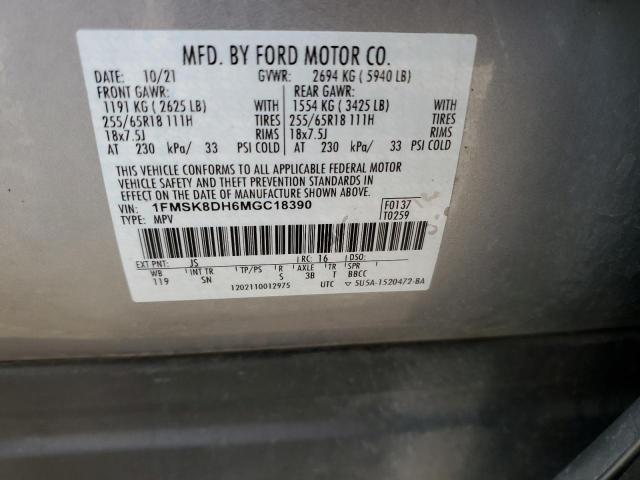 MFD. BY FORD MOTOR CO.
DATE: 10/21 GVWR: 2694 KG ( 5940 LB)
FRONT GAWR: REAR GAWR:
1191 KG ( 2625 LB) WITH 1554 KG ( 3425 LB) WITH
255/65R18 111H TIRES 255/65R18 111H TIRES
18x7.5J RIMS 18x7.5J RIMS
AT 230 kPa/ 33 PSI COLD AT 230 kPa/ 33 PSI COLD
THIS VEHICLE CONFORMS TO ALL APPLICABLE FEDERAL MOTOR
VEHICLE SAFETY AND THEFT PREVENTION STANDARDS IN
EFFECT ON THE DATE OF MANUFACTURE SHOWN ABOVE.
VIN: 1FMSK8DH6MGC18390 F0137
TYPE: MPV T0259
EXT PNT: JS RC: 16 DSO:
WB INT TR TP/PS R AXLE TR SPR
119 SN S 3B T BBCC
1202110012975 UTC ▽ 5U5A-1520472-BA